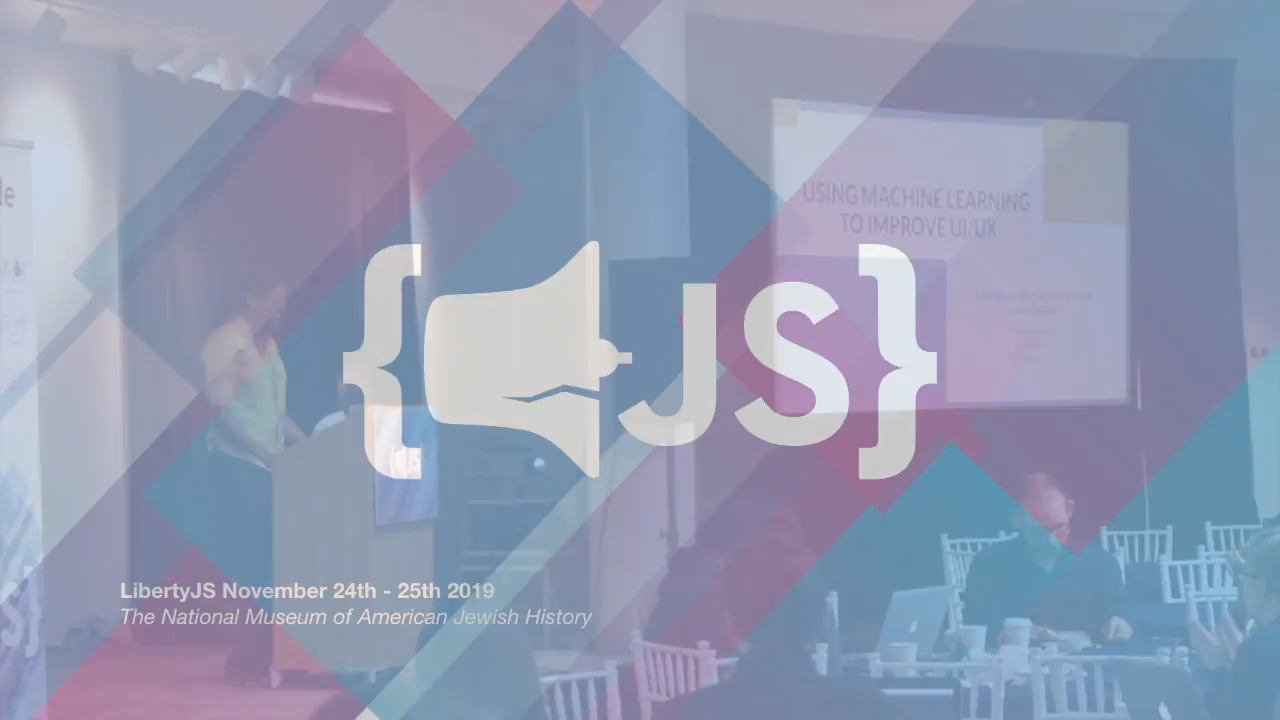 USING MACHINE LEARNING
TO IMPROVE UI/UX
{JS}
LibertyJS November 24th - 25th 2019
The National Museum of American Jewish History